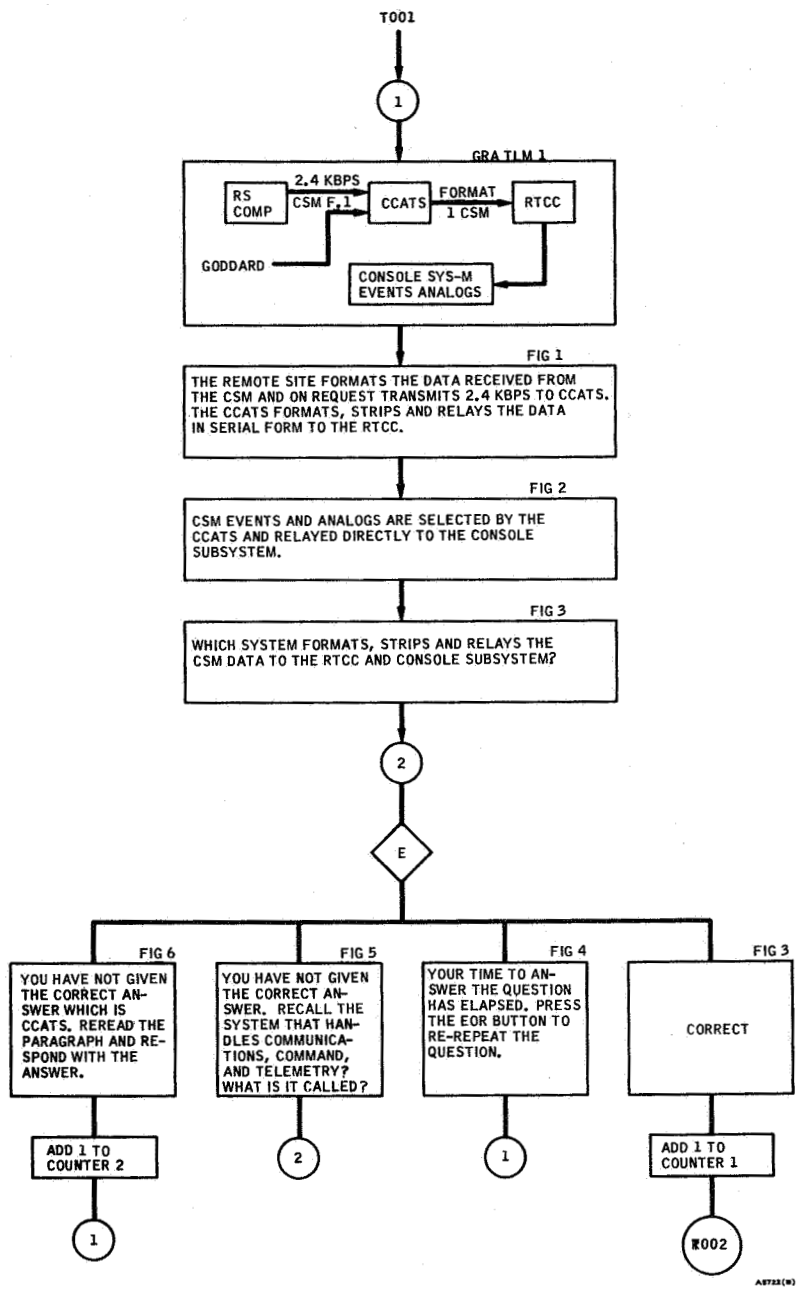 T001
1
GRA TLM 1
2.4 KBPS
RS
COMP
CSM F.1
CCATS
FORMAT
1 CSM
RTCC
GODDARD
CONSOLE SYS-M
EVENTS ANALOGS
FIG 1
THE REMOTE SITE FORMATS THE DATA RECEIVED FROM
THE CSM AND ON REQUEST TRANSMITS 2.4 KBPS TO CCATS.
THE CCATS FORMATS, STRIPS AND RELAYS THE DATA
IN SERIAL FORM TO THE RTCC.
FIG 2
CSM EVENTS AND ANALOGS ARE SELECTED BY THE
CCATS AND RELAYED DIRECTLY TO THE CONSOLE
SUBSYSTEM.
FIG 3
WHICH SYSTEM FORMATS, STRIPS AND RELAYS THE
CSM DATA TO THE RTCC AND CONSOLE SUBSYSTEM?
2
E
FIG 6
YOU HAVE NOT GIVEN
THE CORRECT AN-
SWER WHICH IS
CCATS. REREAD THE
PARAGRAPH AND RE-
SPOND WITH THE
ANSWER.
ADD 1 TO
COUNTER 2
1
FIG 5
YOU HAVE NOT GIVEN
THE CORRECT AN-
SWER. RECALL THE
SYSTEM THAT HAN-
DLES COMMUNICA-
TIONS, COMMAND,
AND TELEMETRY?
WHAT IS IT CALLED?
2
FIG 4
YOUR TIME TO AN-
SWER THE QUESTION
HAS ELAPSED. PRESS
THE EOR BUTTON TO
RE-REPEAT THE
QUESTION.
1
FIG 3
CORRECT
ADD 1 TO
COUNTER 1